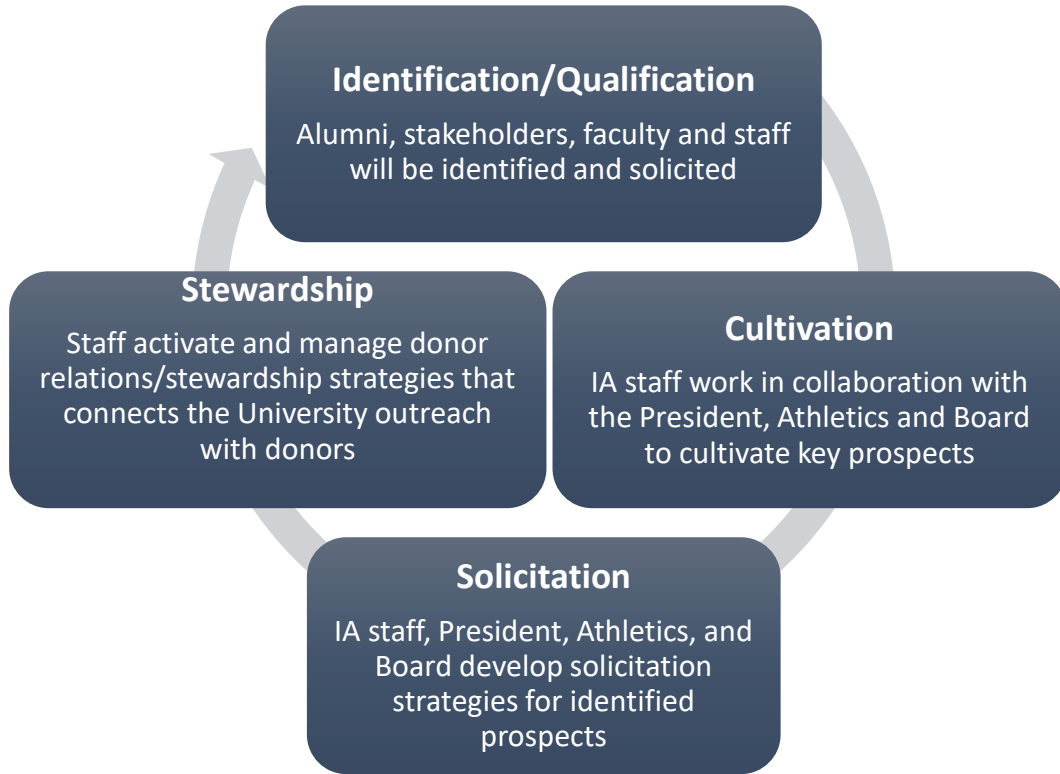 Identification/Qualification
Alumni, stakeholders, faculty and staff
will be identified and solicited
Cultivation
IA staff work in collaboration with
the President, Athletics and Board
to cultivate key prospects
Solicitation
IA staff, President, Athletics, and
Board develop solicitation
strategies for identified
prospects
Stewardship
Staff activate and manage donor
relations/stewardship strategies that
connects the University outreach
with donors